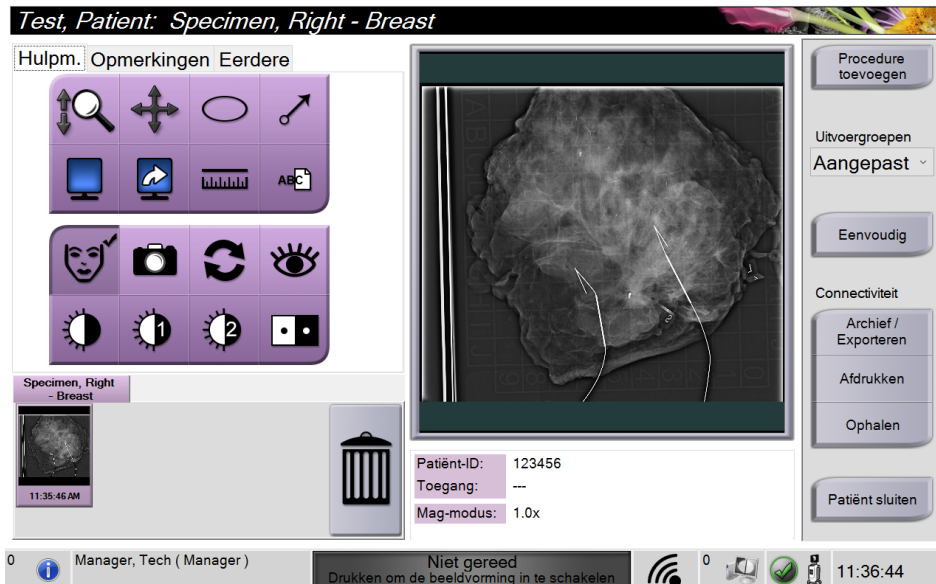 Test, Patient: Specimen, Right - Breast
Hulpm. Opmerkingen Eerdere
ABC
1
2
Specimen, Right
- Breast
11:35:46 AM
Patiënt-ID: 123456
Toegang: ---
Mag-modus: 1.0x
Procedure
toevoegen
Uitvoergroepen
Aangepast
Eenvoudig
Connectiviteit
Archief /
Exporteren
Afdrukken
Ophalen
Patiënt sluiten
0
Manager, Tech ( Manager )
Niet gereed
Drukken om de beeldvorming in te schakelen
0
11:36:44